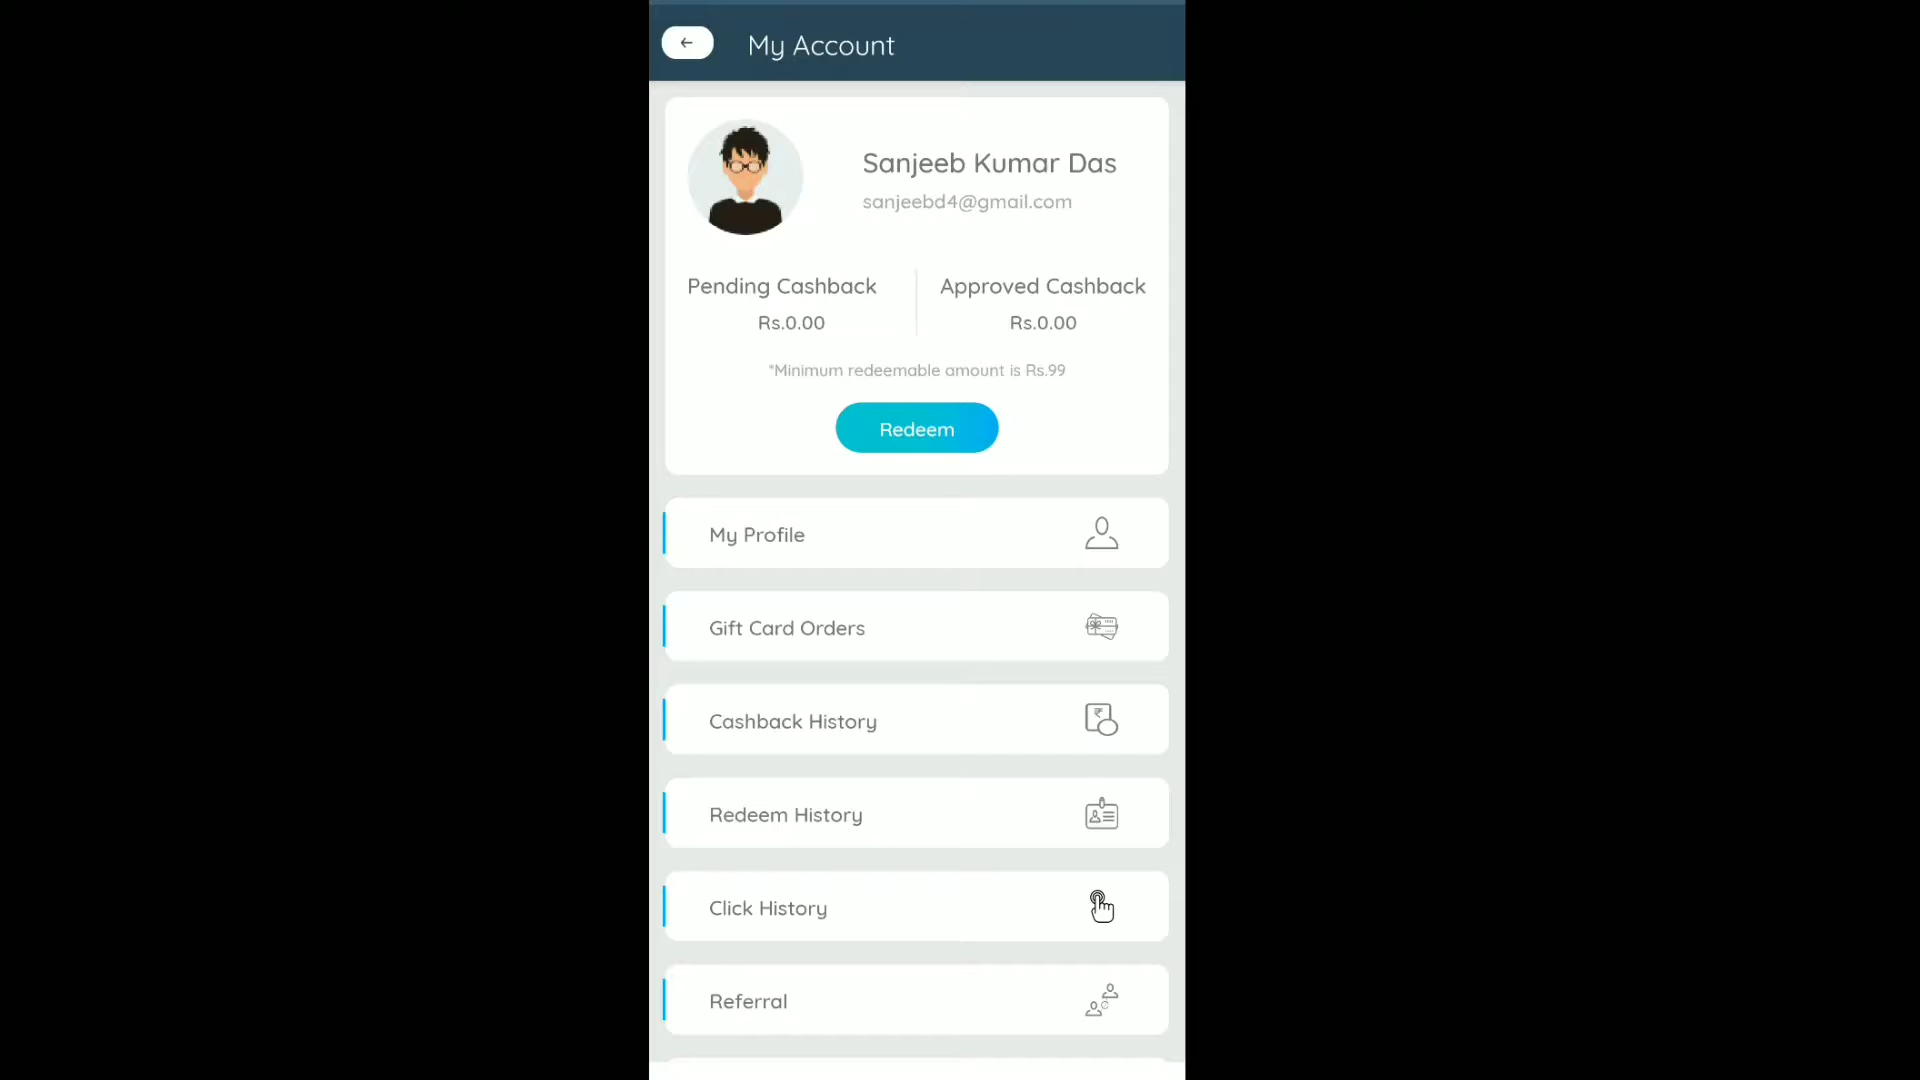 My Account
Sanjeeb Kumar Das
sanjeebd4@gmail.com
Pending Cashback
Approved Cashback
Rs.0.00
Rs.0.00
*Minimum redeemable amount is Rs.99
Redeem
My Profile
Gift Card Orders
Cashback History
Redeem History
Click History
Referral